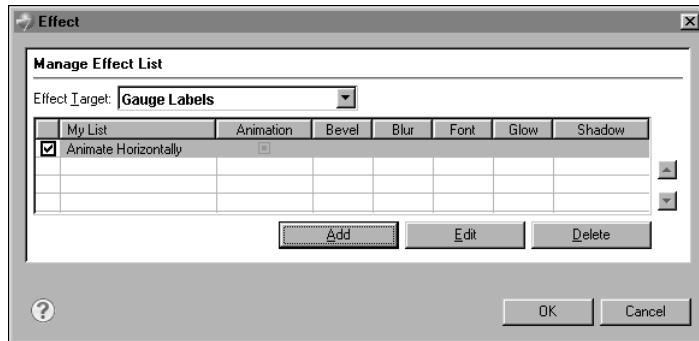 Effect
Manage Effect List
Effect Target: Gauge Labels
My List Animation Bevel Blur Font Glow Shadow
Animate Horizontally
Add Edit Delete
? OK Cancel